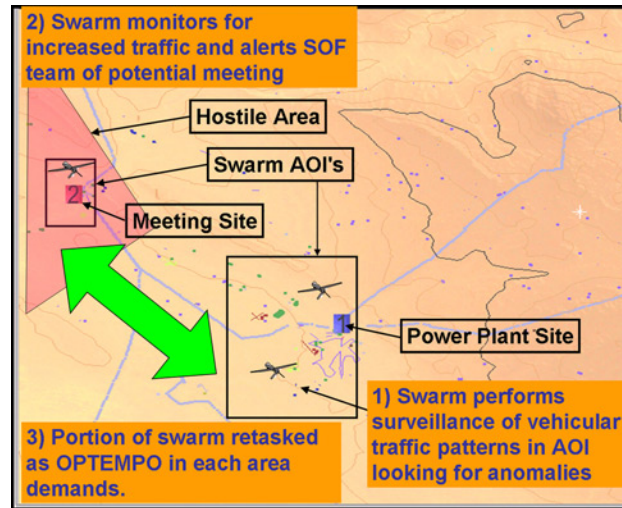 2) Swarm monitors for
increased traffic and alerts SOF
team of potential meeting
Hostile Area
Swarm AOI's
2
Meeting Site
1
Power Plant Site
1) Swarm performs
surveillance of vehicular
traffic patterns in AOI
looking for anomalies
3) Portion of swarm retasked
as OPTEMPO in each area
demands.